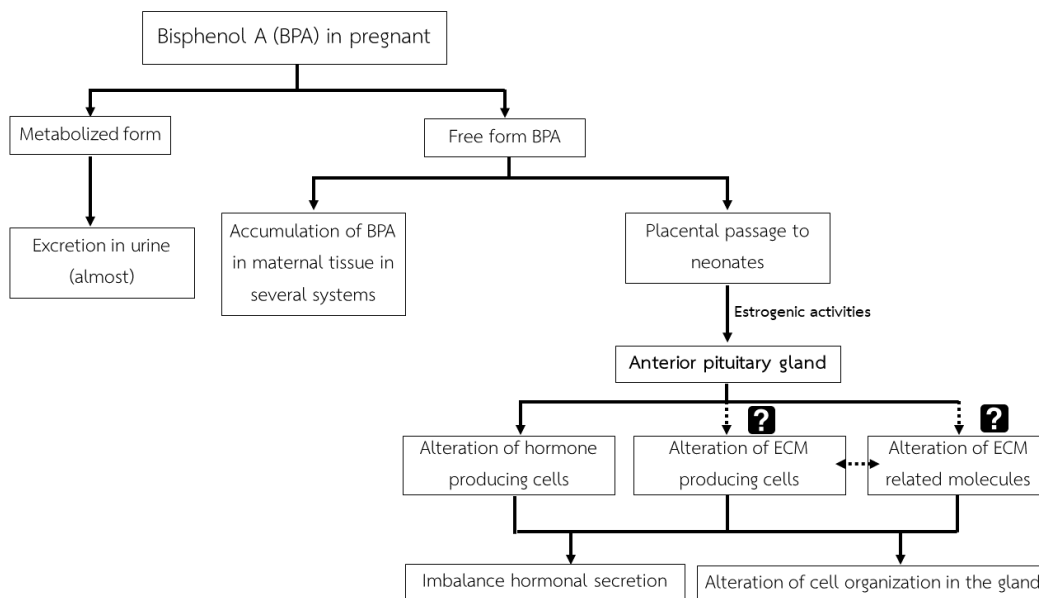 Bisphenol A (BPA) in pregnant
Metabolized form
Free form BPA
Excretion in urine
(almost)
Accumulation of BPA
in maternal tissue in
several systems
Placental passage to
neonates
Estrogenic activities
Anterior pituitary gland
?
?
Alteration of hormone
producing cells
Alteration of ECM
producing cells
Alteration of ECM
related molecules
Imbalance hormonal secretion
Alteration of cell organization in the gland